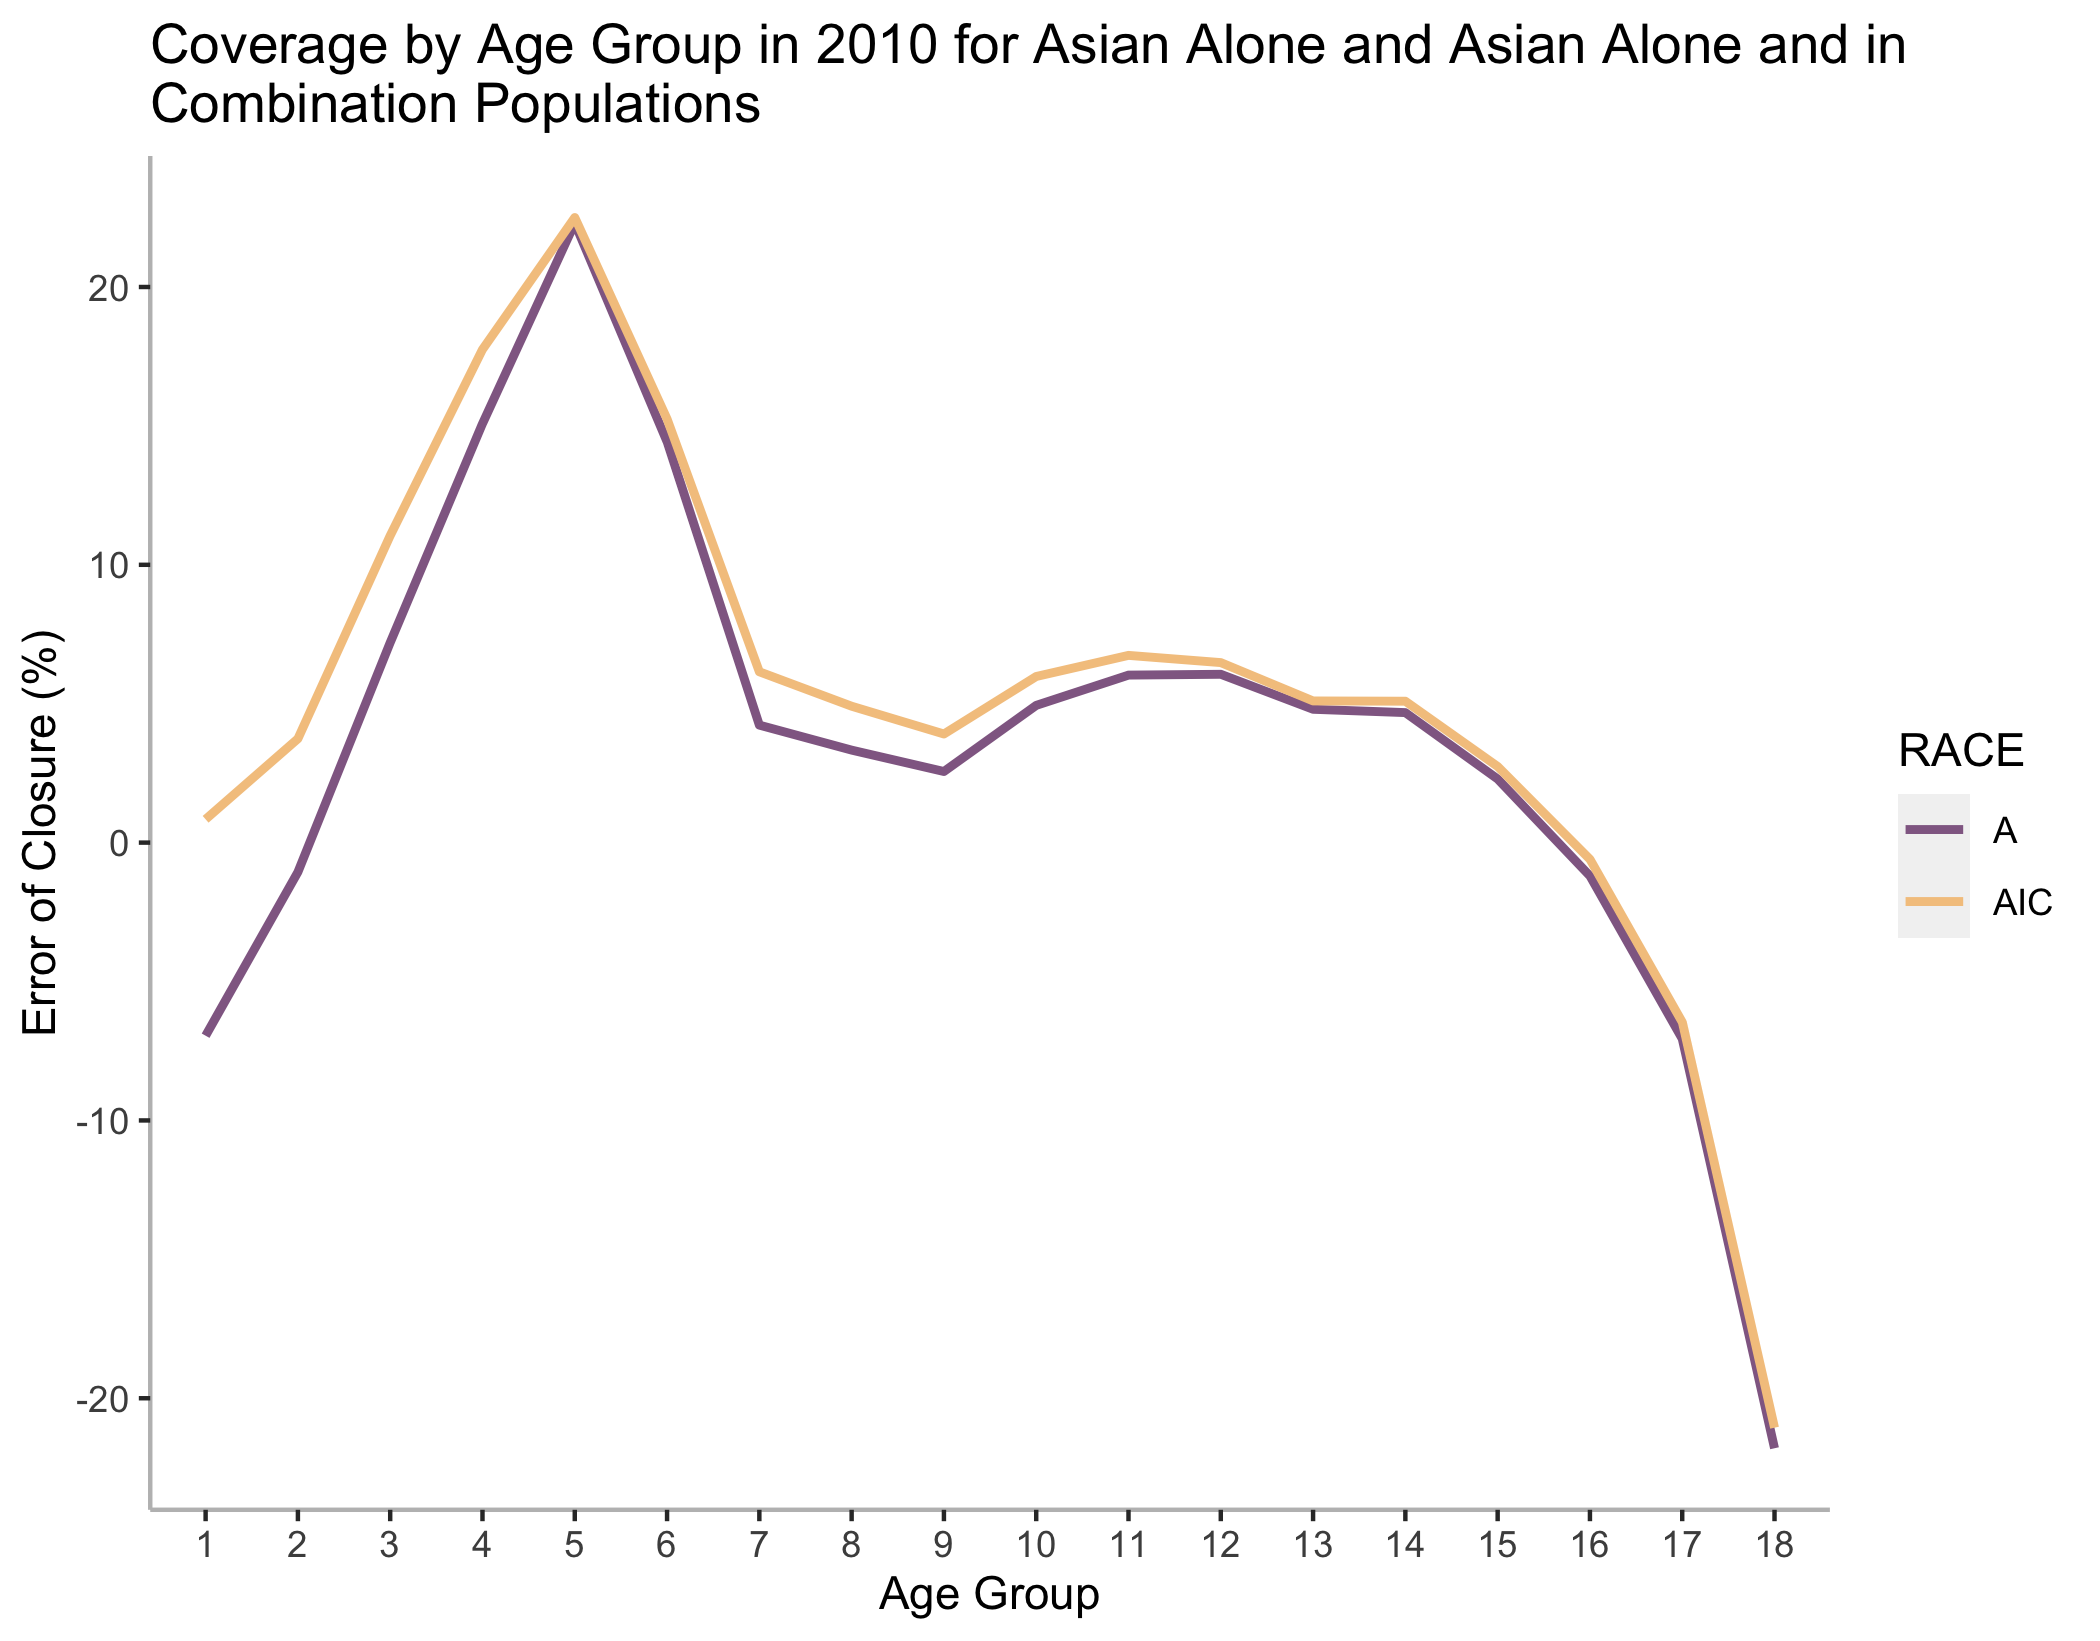 Coverage by Age Group in 2010 for Asian Alone and Asian Alone and in
Combination Populations
Error of Closure (%)
20
10
0
-10
-20
1 2 3 4 5 6 7 8 9 10 11 12 13 14 15 16 17 18
Age Group
RACE
A
AIC